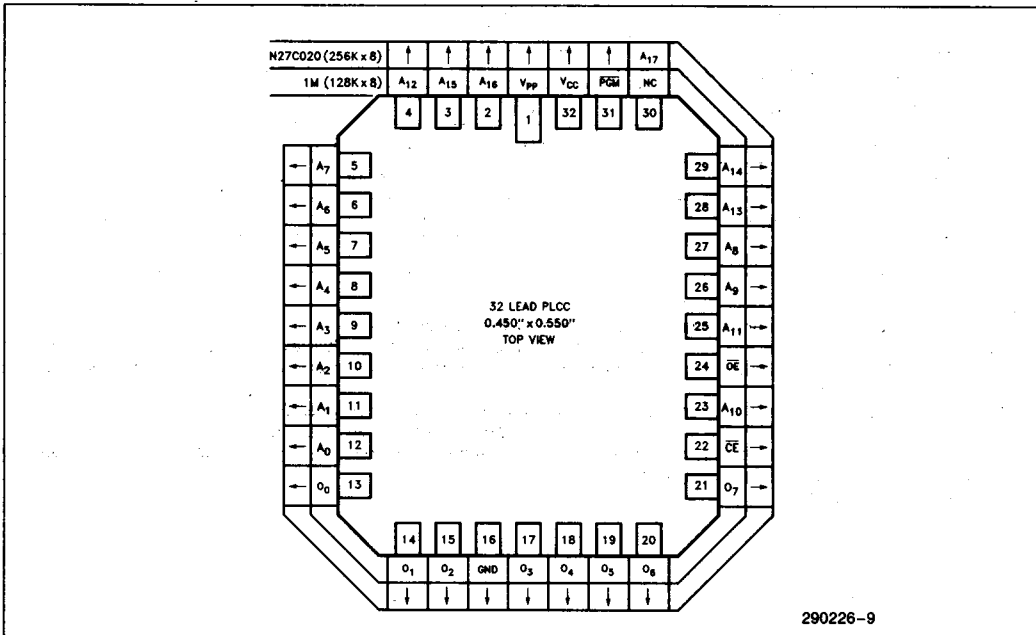 N27C020 (256K x 8) ↑ ↑ ↑ ↑ ↑ ↑ A17
1M (128K x 8) A12 A15 A16 VPP VCC P̅G̅M̅ NC
4 3 2 1 32 31 30
← A7 5
← A6 6
← A5 7
← A4 8
← A3 9
← A2 10
← A1 11
← A0 12
← O0 13
32 LEAD PLCC
0.450" x 0.550"
TOP VIEW
29 A14 →
28 A13 →
27 A8 →
26 A9 →
25 A11 →
24 O̅E̅ →
23 A10 →
22 C̅E̅ →
21 O7 →
14 15 16 17 18 19 20
O1 O2 GND O3 O4 O5 O6
↓ ↓ ↓ ↓ ↓ ↓ ↓
290226-9